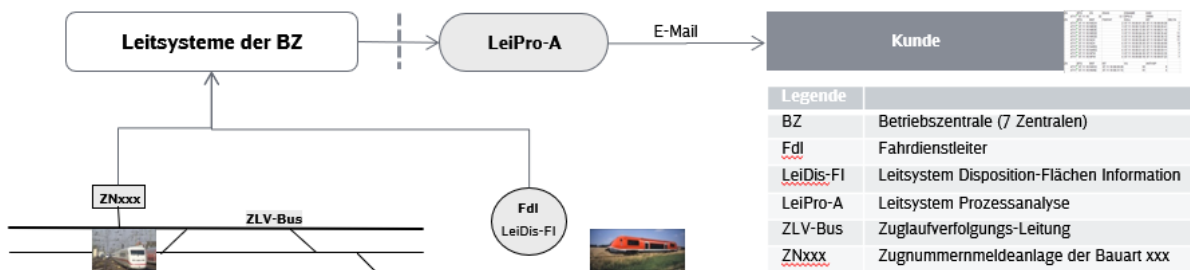 Leitsysteme der BZ
LeiPro-A
E-Mail
Kunde
ZNxxx
ZLV-Bus
Fdl
LeiDis-FI
Legende
BZ Betriebszentrale (7 Zentralen)
Fdl Fahrdienstleiter
LeiDis-FI Leitsystem Disposition-Flächen Information
LeiPro-A Leitsystem Prozessanalyse
ZLV-Bus Zuglaufverfolgungs-Leitung
ZNxxx Zugnummernmeldeanlage der Bauart xxx